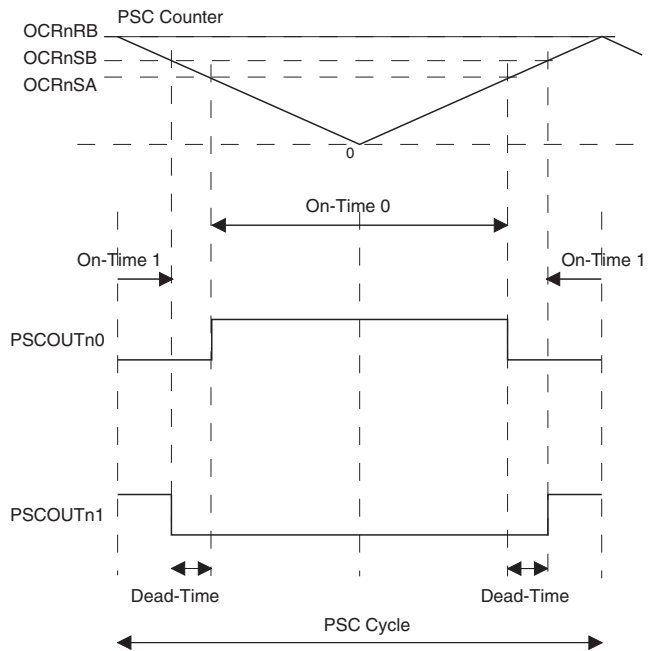 PSC Counter
OCRnRB
OCRnSB
OCRnSA
0
On-Time 0
On-Time 1
On-Time 1
PSCOUTn0
PSCOUTn1
Dead-Time
Dead-Time
PSC Cycle